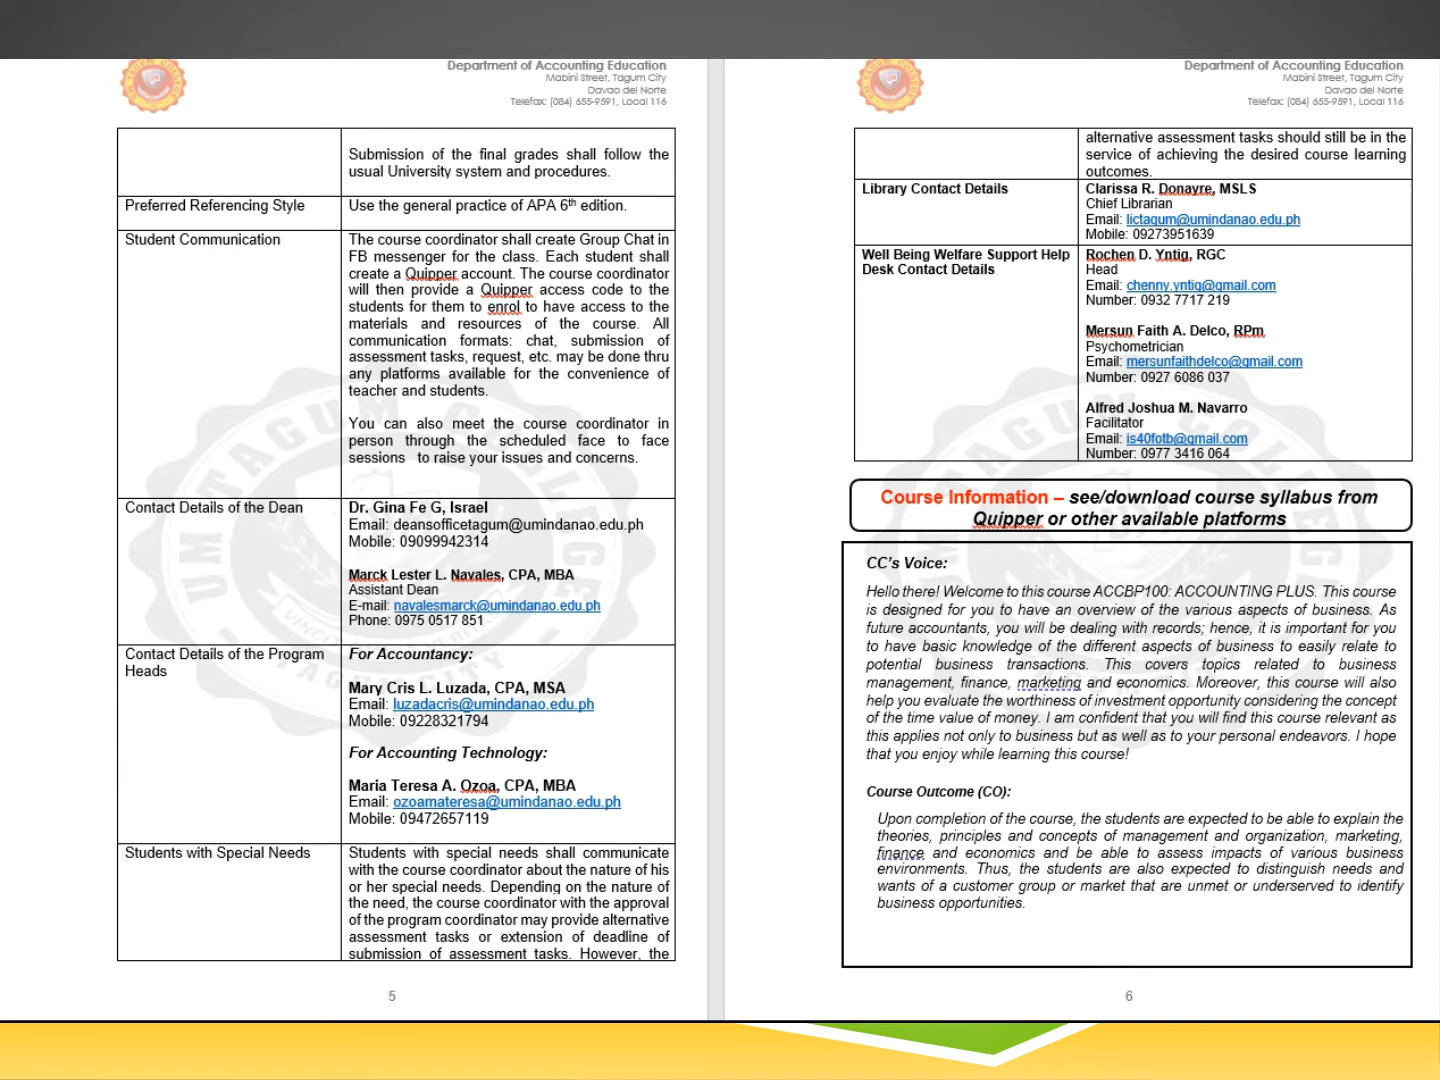 Department of Accounting Education
Mabini Street, Tagum City
Davao del Norte
Telefax: (084) 655-9591, Local 116
Submission of the final grades shall follow the
usual University system and procedures.
Preferred Referencing Style
Use the general practice of APA 6th edition.
Student Communication
The course coordinator shall create Group Chat in
FB messenger for the class. Each student shall
create a Quipper account. The course coordinator
will then provide a Quipper access code to the
students for them to enrol to have access to the
materials and resources of the course. All
communication formats: chat, submission of
assessment tasks, request, etc. may be done thru
any platforms available for the convenience of
teacher and students.
You can also meet the course coordinator in
person through the scheduled face to face
sessions to raise your issues and concerns.
Contact Details of the Dean
Dr. Gina Fe G, Israel
Email: deansofficetagum@umindanao.edu.ph
Mobile: 09099942314
Marck Lester L. Navales, CPA, MBA
Assistant Dean
E-mail: navalesmarck@umindanao.edu.ph
Phone: 0975 0517 851
Contact Details of the Program
Heads
For Accountancy:
Mary Cris L. Luzada, CPA, MSA
Email: luzadacris@umindanao.edu.ph
Mobile: 09228321794
For Accounting Technology:
Maria Teresa A. Ozoa, CPA, MBA
Email: ozoamateresa@umindanao.edu.ph
Mobile: 09472657119
Students with Special Needs
Students with special needs shall communicate
with the course coordinator about the nature of his
or her special needs. Depending on the nature of
the need, the course coordinator with the approval
of the program coordinator may provide alternative
assessment tasks or extension of deadline of
submission of assessment tasks. However, the
5
UM TAGUM COLLEGE
TAGUM CITY
Department of Accounting Education
Mabini Street, Tagum City
Davao del Norte
Telefax: (084) 655-9591, Local 116
alternative assessment tasks should still be in the
service of achieving the desired course learning
outcomes.
Library Contact Details
Clarissa R. Donayre, MSLS
Chief Librarian
Email: lictagum@umindanao.edu.ph
Mobile: 09273951639
Well Being Welfare Support Help
Desk Contact Details
Rochen D. Yntig, RGC
Head
Email: chenny.yntig@gmail.com
Number: 0932 7717 219
Mersun Faith A. Delco, RPm
Psychometrician
Email: mersunfaithdelco@gmail.com
Number: 0927 6086 037
Alfred Joshua M. Navarro
Facilitator
Email: is40fotb@gmail.com
Number: 0977 3416 064
Course Information – see/download course syllabus from
Quipper or other available platforms
CC's Voice:
Hello there! Welcome to this course ACCBP100: ACCOUNTING PLUS. This course
is designed for you to have an overview of the various aspects of business. As
future accountants, you will be dealing with records; hence, it is important for you
to have basic knowledge of the different aspects of business to easily relate to
potential business transactions. This covers topics related to business
management, finance, marketing and economics. Moreover, this course will also
help you evaluate the worthiness of investment opportunity considering the concept
of the time value of money. I am confident that you will find this course relevant as
this applies not only to business but as well as to your personal endeavors. I hope
that you enjoy while learning this course!
Course Outcome (CO):
Upon completion of the course, the students are expected to be able to explain the
theories, principles and concepts of management and organization, marketing,
finance and economics and be able to assess impacts of various business
environments. Thus, the students are also expected to distinguish needs and
wants of a customer group or market that are unmet or underserved to identify
business opportunities.
6